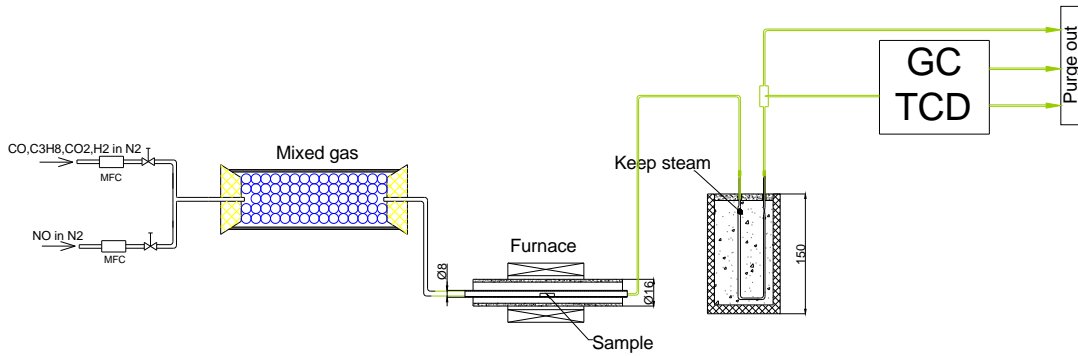 GC
TCD
Purge out
CO,C3H8,CO2,H2 in N2
MFC
Mixed gas
Keep steam
NO in N2
MFC
Furnace
Ø8
Ø16
150
Sample